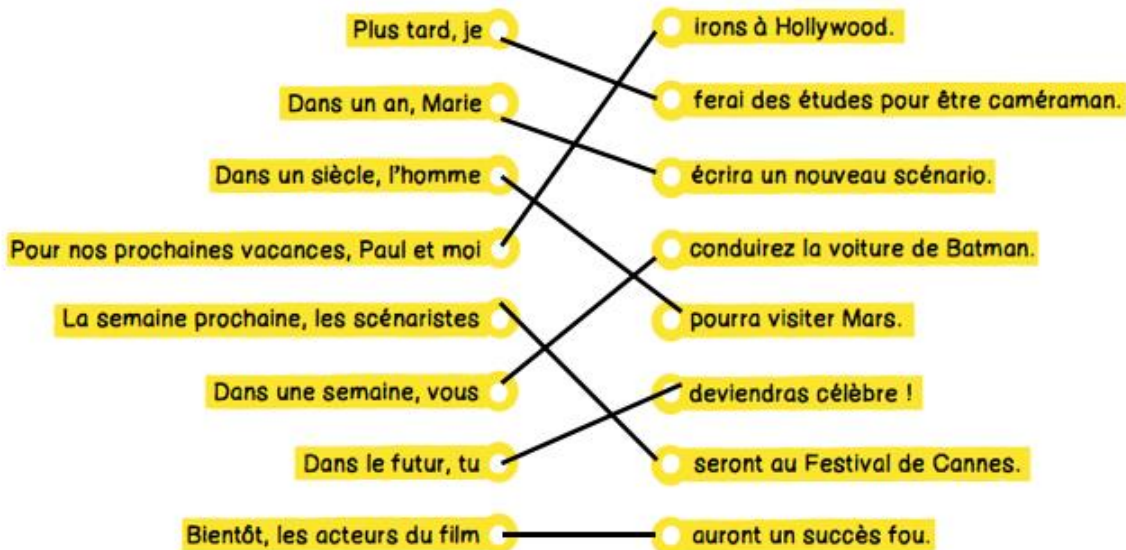 Plus tard, je
irons à Hollywood.
Dans un an, Marie
ferai des études pour être caméraman.
Dans un siècle, l'homme
écrira un nouveau scénario.
Pour nos prochaines vacances, Paul et moi
conduirez la voiture de Batman.
La semaine prochaine, les scénaristes
pourra visiter Mars.
Dans une semaine, vous
deviendras célèbre !
Dans le futur, tu
seront au Festival de Cannes.
Bientôt, les acteurs du film
auront un succès fou.